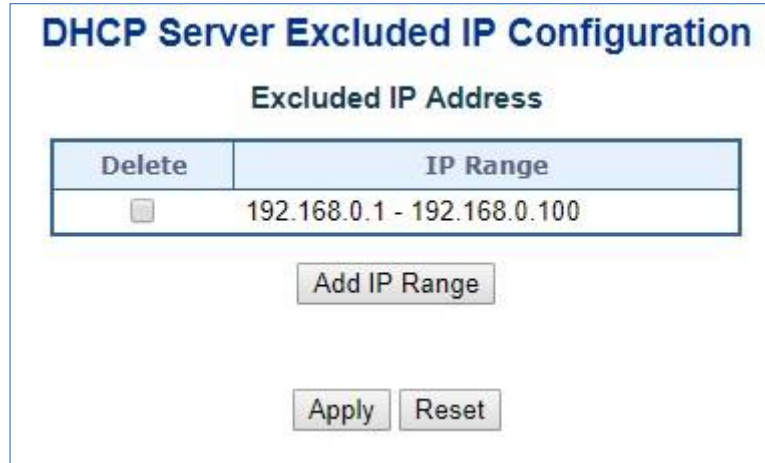 DHCP Server Excluded IP Configuration
Excluded IP Address
Delete IP Range
192.168.0.1 - 192.168.0.100
Add IP Range
Apply Reset